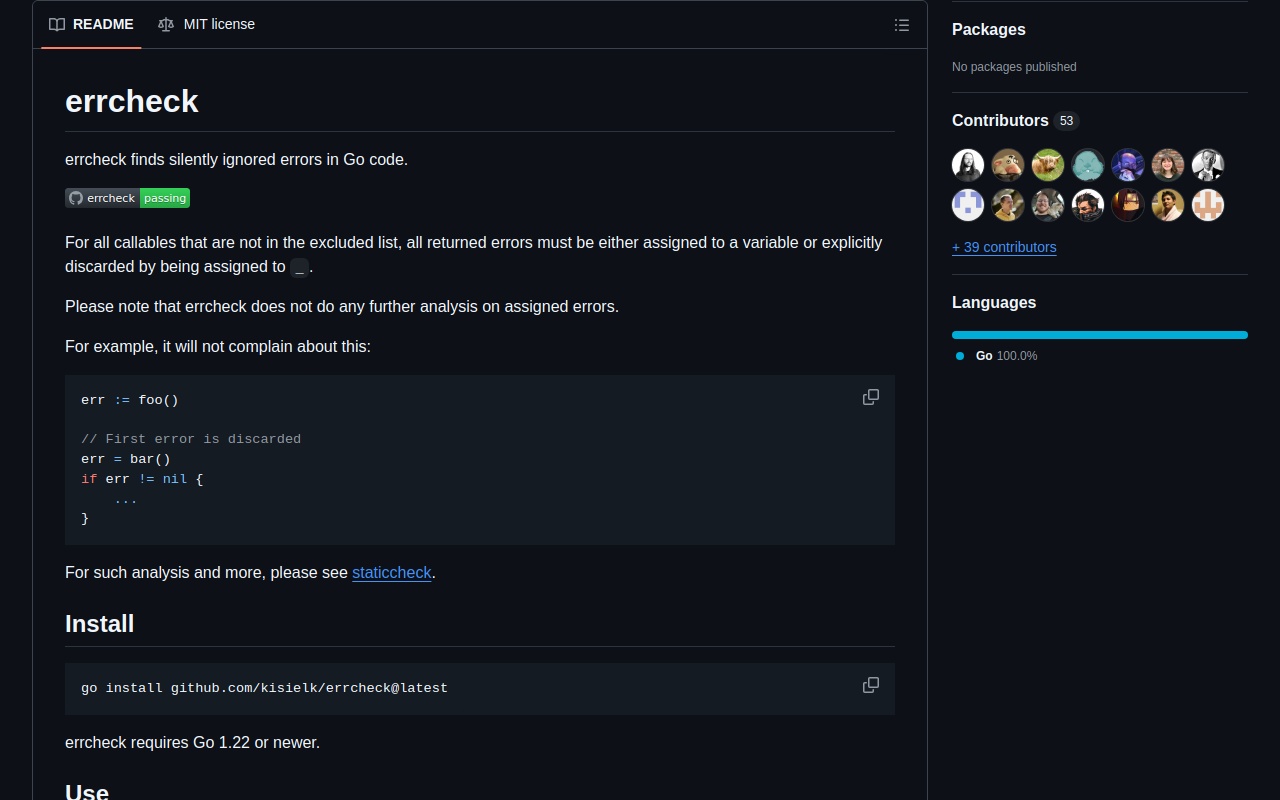 README
MIT license
errcheck
errcheck finds silently ignored errors in Go code.
errcheck passing
For all callables that are not in the excluded list, all returned errors must be either assigned to a variable or explicitly
discarded by being assigned to _.
Please note that errcheck does not do any further analysis on assigned errors.
For example, it will not complain about this:
err := foo()
// First error is discarded
err = bar()
if err != nil {
    ...
}
For such analysis and more, please see staticcheck.
Install
go install github.com/kisielk/errcheck@latest
errcheck requires Go 1.22 or newer.
Use
Packages
No packages published
Contributors 53
+ 39 contributors
Languages
Go 100.0%